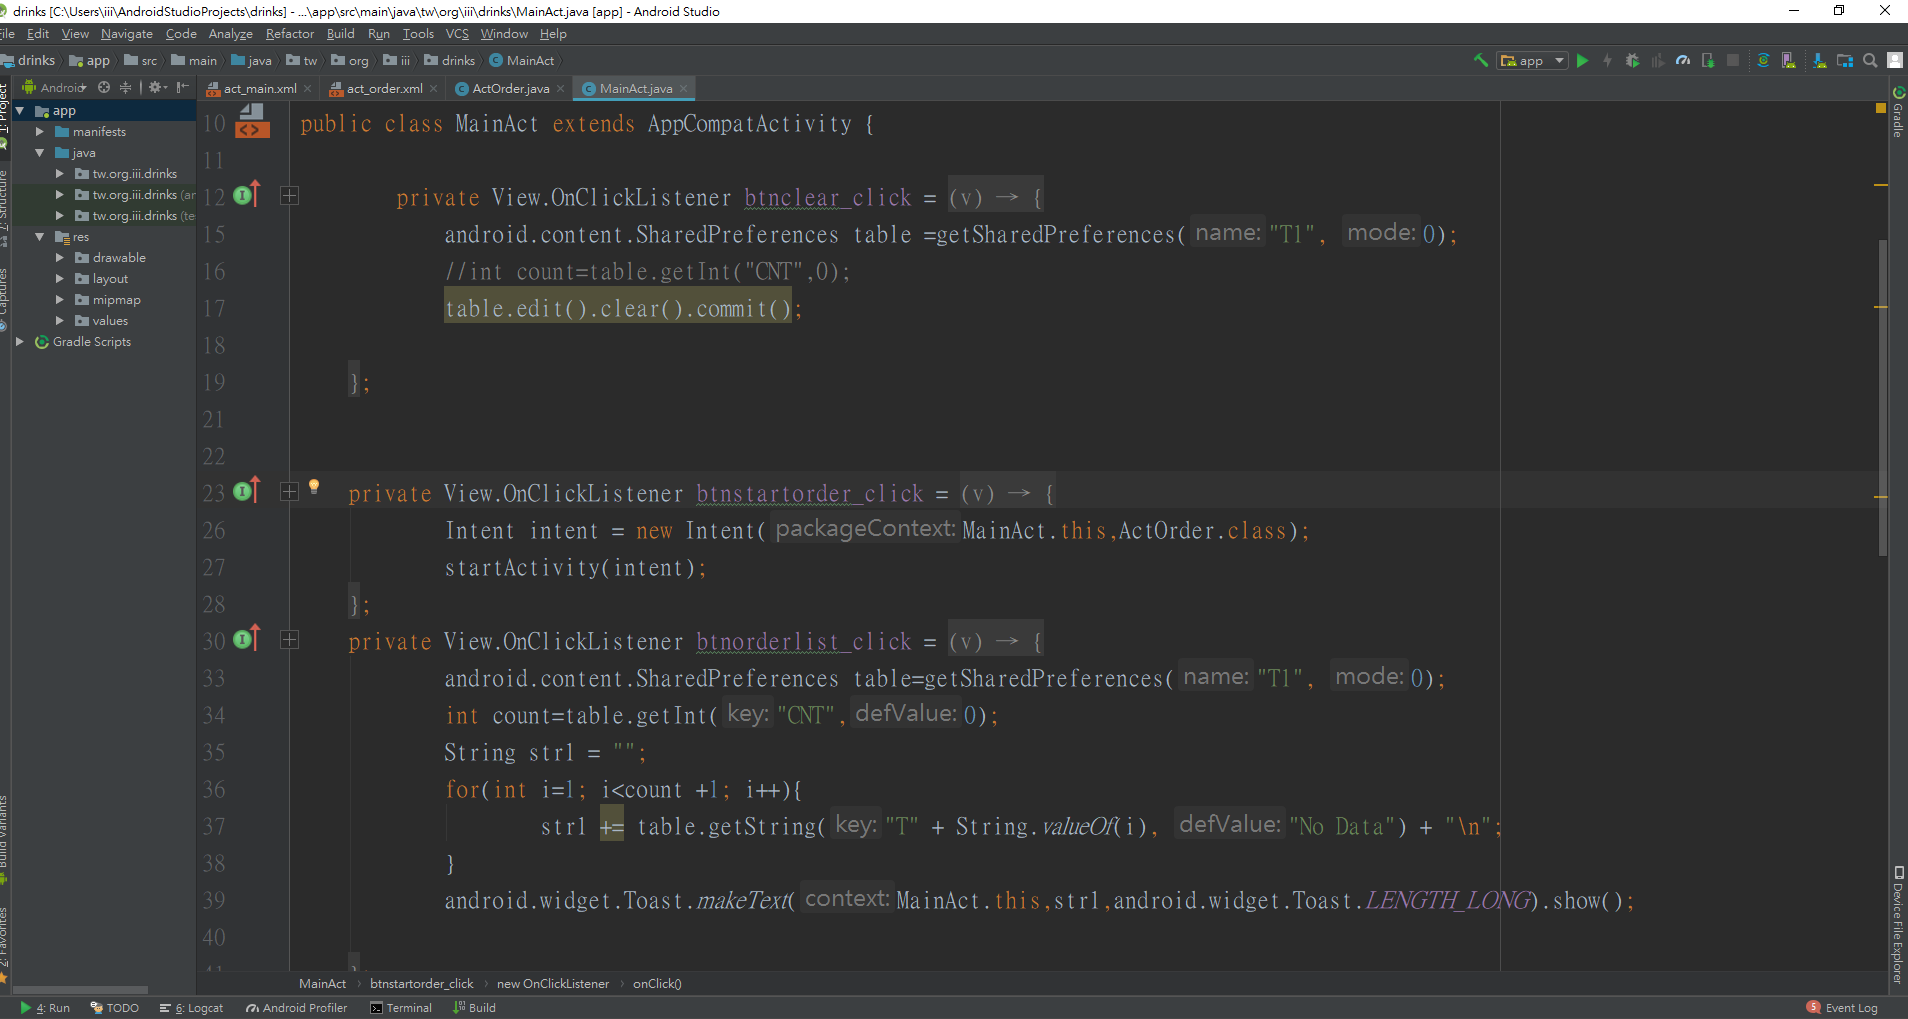 drinks [C:\Users\iii\AndroidStudioProjects\drinks] - ...\app\src\main\java\tw\org\iii\drinks\MainAct.java [app] - Android Studio
File Edit View Navigate Code Analyze Refactor Build Run Tools VCS Window Help
drinks app src main java tw org iii drinks MainAct app
Android act_main.xml act_order.xml ActOrder.java MainAct.java
app
manifests
java
tw.org.iii.drinks
tw.org.iii.drinks (an
tw.org.iii.drinks (te
res
drawable
layout
mipmap
values
Gradle Scripts
1: Project
7: Structure
Captures
Build Variants
2: Favorites
10 public class MainAct extends AppCompatActivity {
11
12 private View.OnClickListener btnclear_click = (v) → {
15 android.content.SharedPreferences table =getSharedPreferences( name: "T1", mode: 0);
16 //int count=table.getInt("CNT",0);
17 table.edit().clear().commit();
18
19 };
21
22
23 private View.OnClickListener btnstartorder_click = (v) → {
26 Intent intent = new Intent( packageContext: MainAct.this,ActOrder.class);
27 startActivity(intent);
28 };
30 private View.OnClickListener btnorderlist_click = (v) → {
33 android.content.SharedPreferences table=getSharedPreferences( name: "T1", mode: 0);
34 int count=table.getInt( key: "CNT", defValue: 0);
35 String str1 = "";
36 for(int i=1; i<count +1; i++){
37 str1 += table.getString( key: "T" + String.valueOf(i), defValue: "No Data") + "\n";
38 }
39 android.widget.Toast.makeText( context: MainAct.this,str1,android.widget.Toast.LENGTH_LONG).show();
40
41 }
Gradle
Device File Explorer
MainAct btnstartorder_click new OnClickListener onClick()
4: Run TODO 6: Logcat Android Profiler Terminal Build 5 Event Log